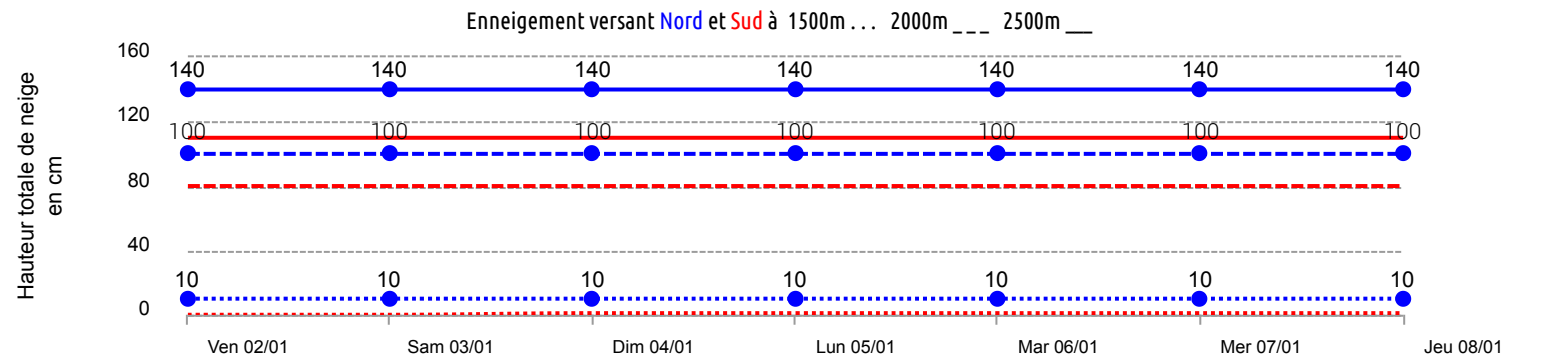 Enneigement versant Nord et Sud à 1500m . . . 2000m _ _ _ 2500m __
Hauteur totale de neige
en cm
160
140 140 140 140 140 140 140
120
100 100 100 100 100 100 100
80
40
10 10 10 10 10 10 10
0
Ven 02/01 Sam 03/01 Dim 04/01 Lun 05/01 Mar 06/01 Mer 07/01 Jeu 08/01